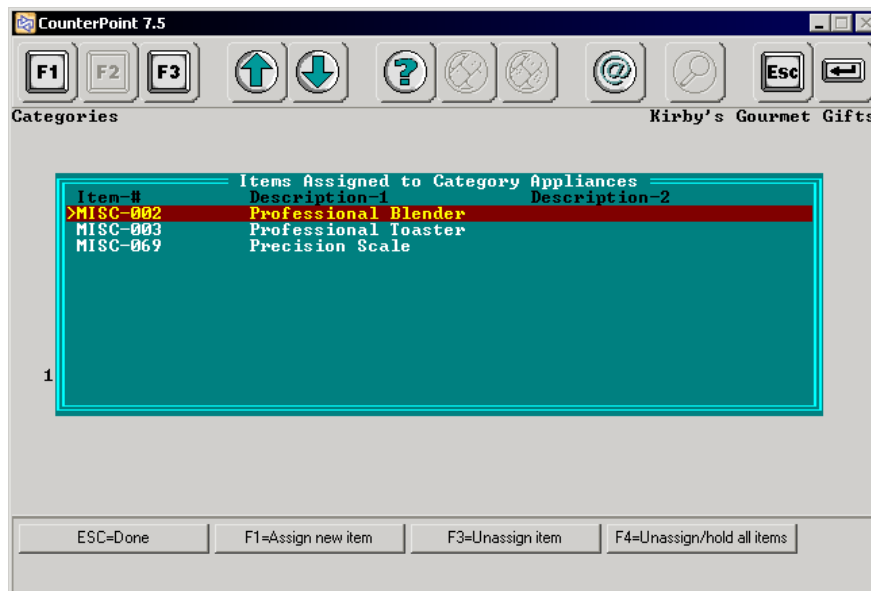 CounterPoint 7.5
F1 F2 F3 ? @ Esc
Categories Kirby's Gourmet Gifts
Items Assigned to Category Appliances
Item-# Description-1 Description-2
>MISC-002 Professional Blender
MISC-003 Professional Toaster
MISC-069 Precision Scale
1
ESC=Done F1=Assign new item F3=Unassign item F4=Unassign/hold all items